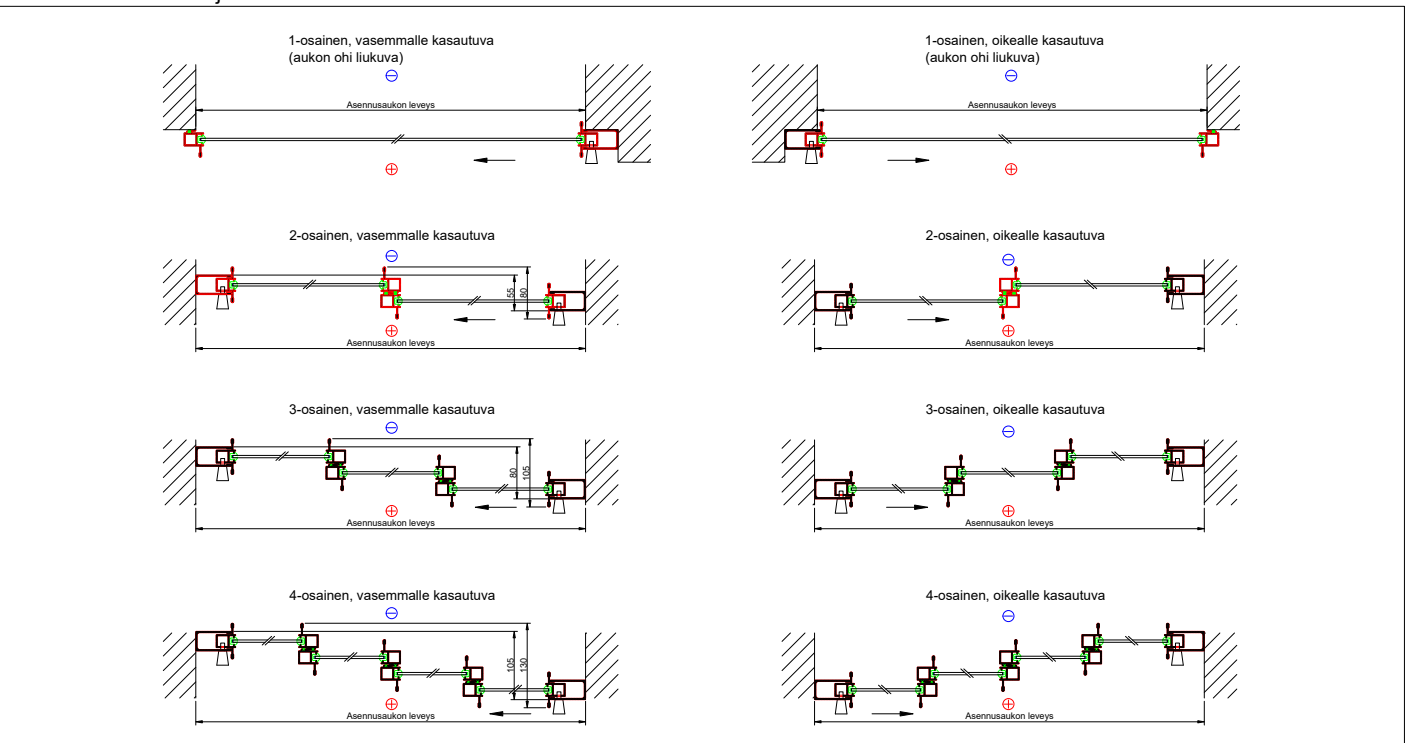 1-osainen, vasemmalle kasautuva
(aukon ohi liukuva)
Asennusaukon leveys
1-osainen, oikealle kasautuva
(aukon ohi liukuva)
Asennusaukon leveys
2-osainen, vasemmalle kasautuva
55
80
Asennusaukon leveys
2-osainen, oikealle kasautuva
Asennusaukon leveys
3-osainen, vasemmalle kasautuva
80
105
Asennusaukon leveys
3-osainen, oikealle kasautuva
Asennusaukon leveys
4-osainen, vasemmalle kasautuva
105
130
Asennusaukon leveys
4-osainen, oikealle kasautuva
Asennusaukon leveys